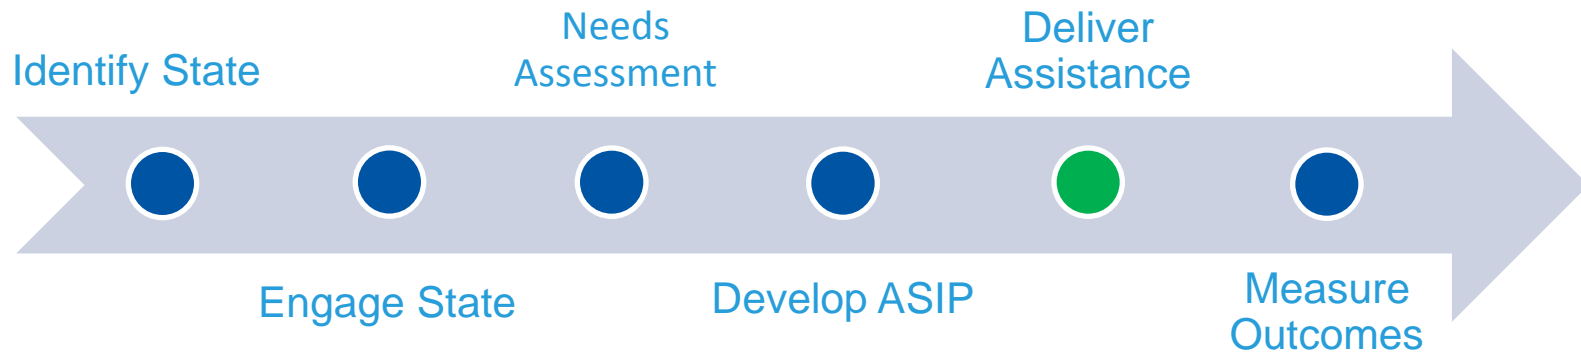 Identify State
Engage State
Needs
Assessment
Develop ASIP
Deliver
Assistance
Measure
Outcomes